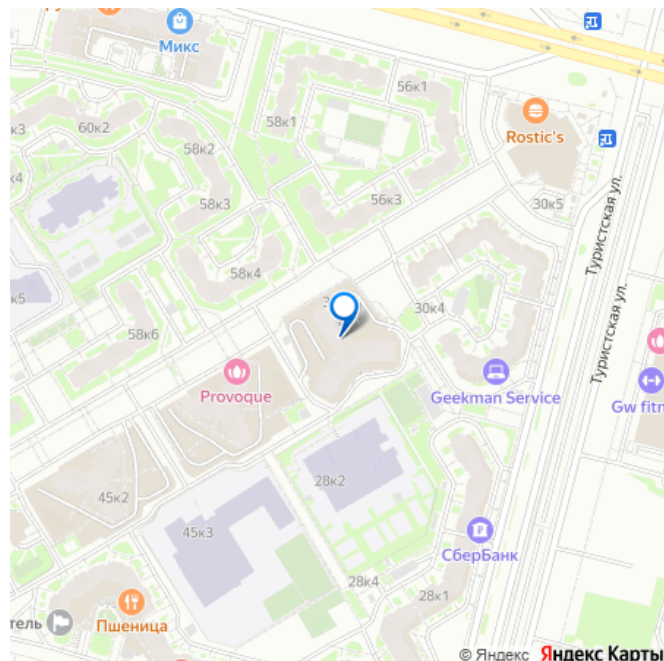 Микс
56к1
58к1
60к2
58к2
Rostic's
58к3
56к3
30к5
Туристская ул.
58к4
30к4
Туристская ул.
58к6
Provoque
Geekman Service
Gw fitn
28к2
45к2
45к3
СберБанк
28к4
28к1
Пшеница
© Яндекс Яндекс Карты